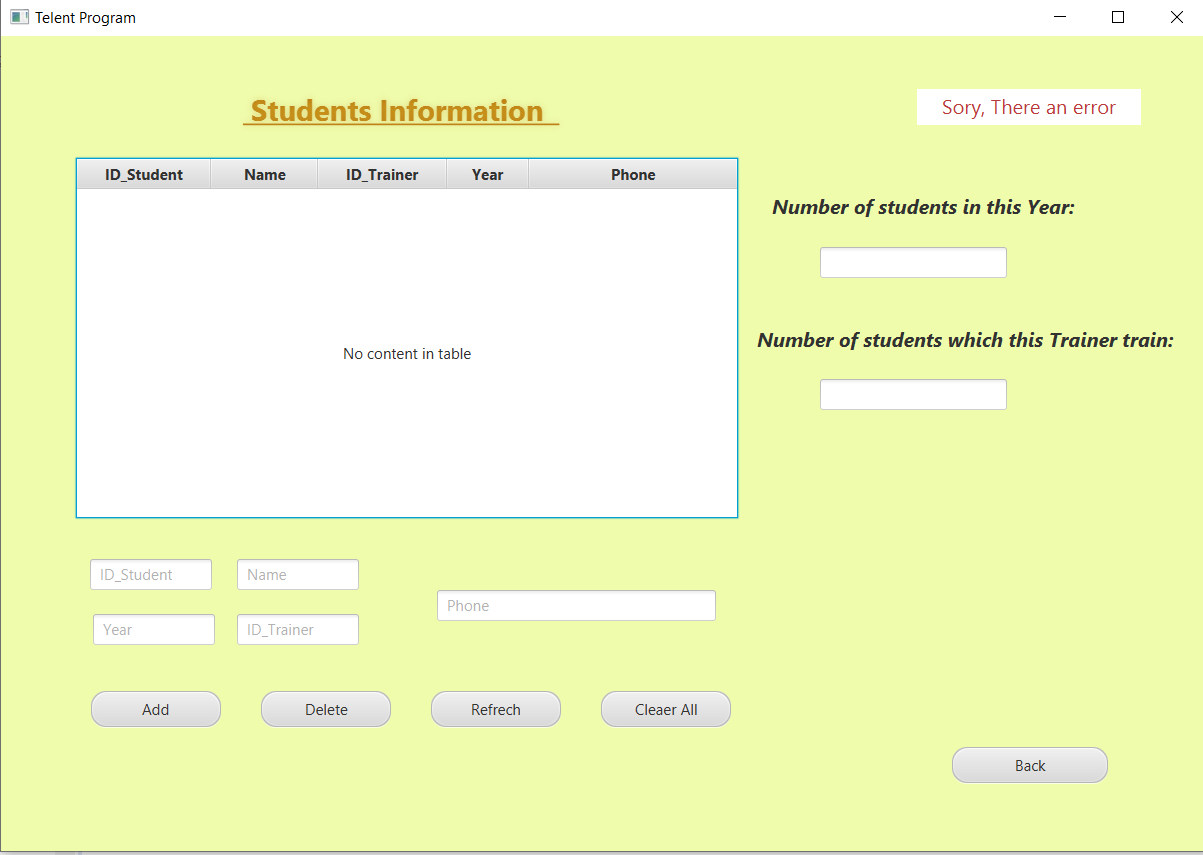 Telent Program
Students Information
Sory, There an error
ID_Student Name ID_Trainer Year Phone
Number of students in this Year:
No content in table
Number of students which this Trainer train:
ID_Student Name
Phone
Year ID_Trainer
Add Delete Refrech Cleaer All
Back